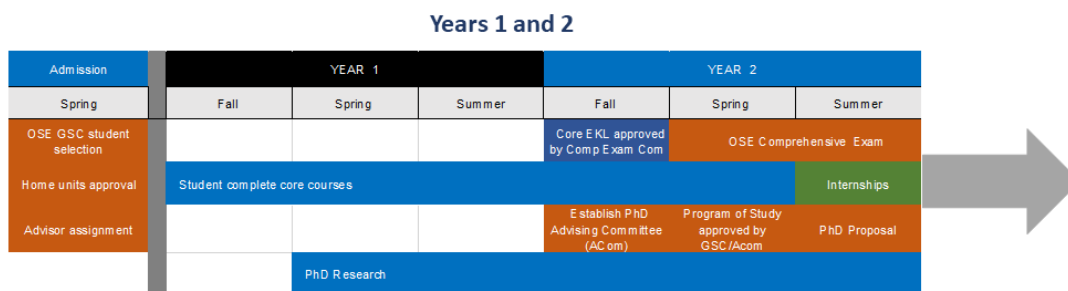 Years 1 and 2
Admission
YEAR 1
YEAR 2
Spring
Fall
Spring
Summer
Fall
Spring
Summer
OSE GSC student
selection
Core EKL approved
by Comp Exam Com
OSE Comprehensive Exam
Home units approval
Student complete core courses
Internships
Advisor assignment
Establish PhD
Advising Committee
(ACom)
Program of Study
approved by
GSC/Acom
PhD Proposal
PhD Research